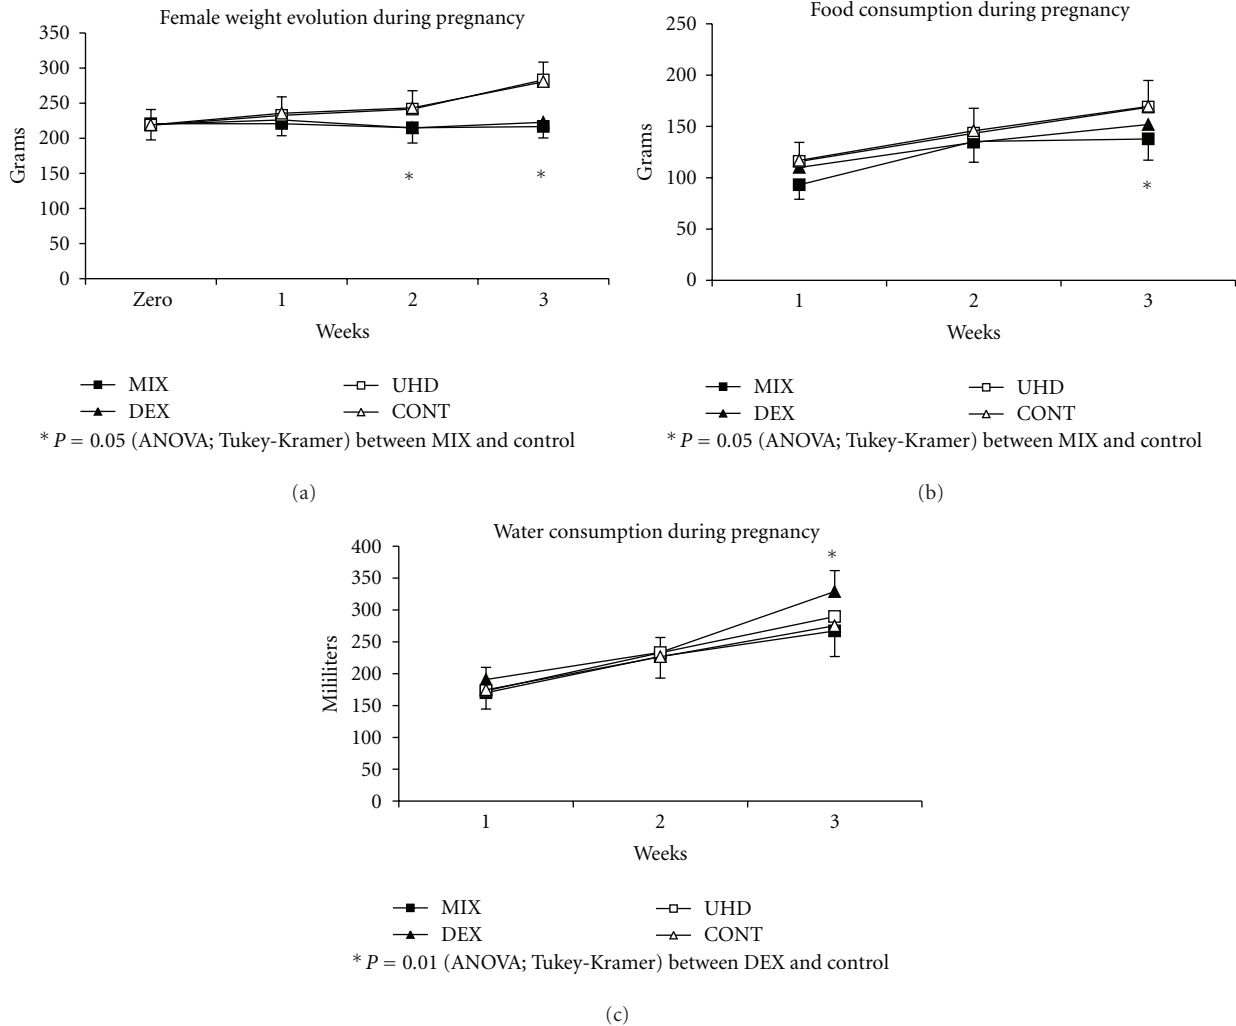 Female weight evolution during pregnancy
350
300
250
200
150
100
50
0
Grams
Zero 1 2 3
* *
Weeks
MIX UHD
DEX CONT
* P = 0.05 (ANOVA; Tukey-Kramer) between MIX and control
(a)
Food consumption during pregnancy
250
200
150
100
50
0
Grams
1 2 3
*
Weeks
MIX UHD
DEX CONT
* P = 0.05 (ANOVA; Tukey-Kramer) between MIX and control
(b)
Water consumption during pregnancy
400
350
300
250
200
150
100
50
0
Mililiters
*
1 2 3
Weeks
MIX UHD
DEX CONT
* P = 0.01 (ANOVA; Tukey-Kramer) between DEX and control
(c)